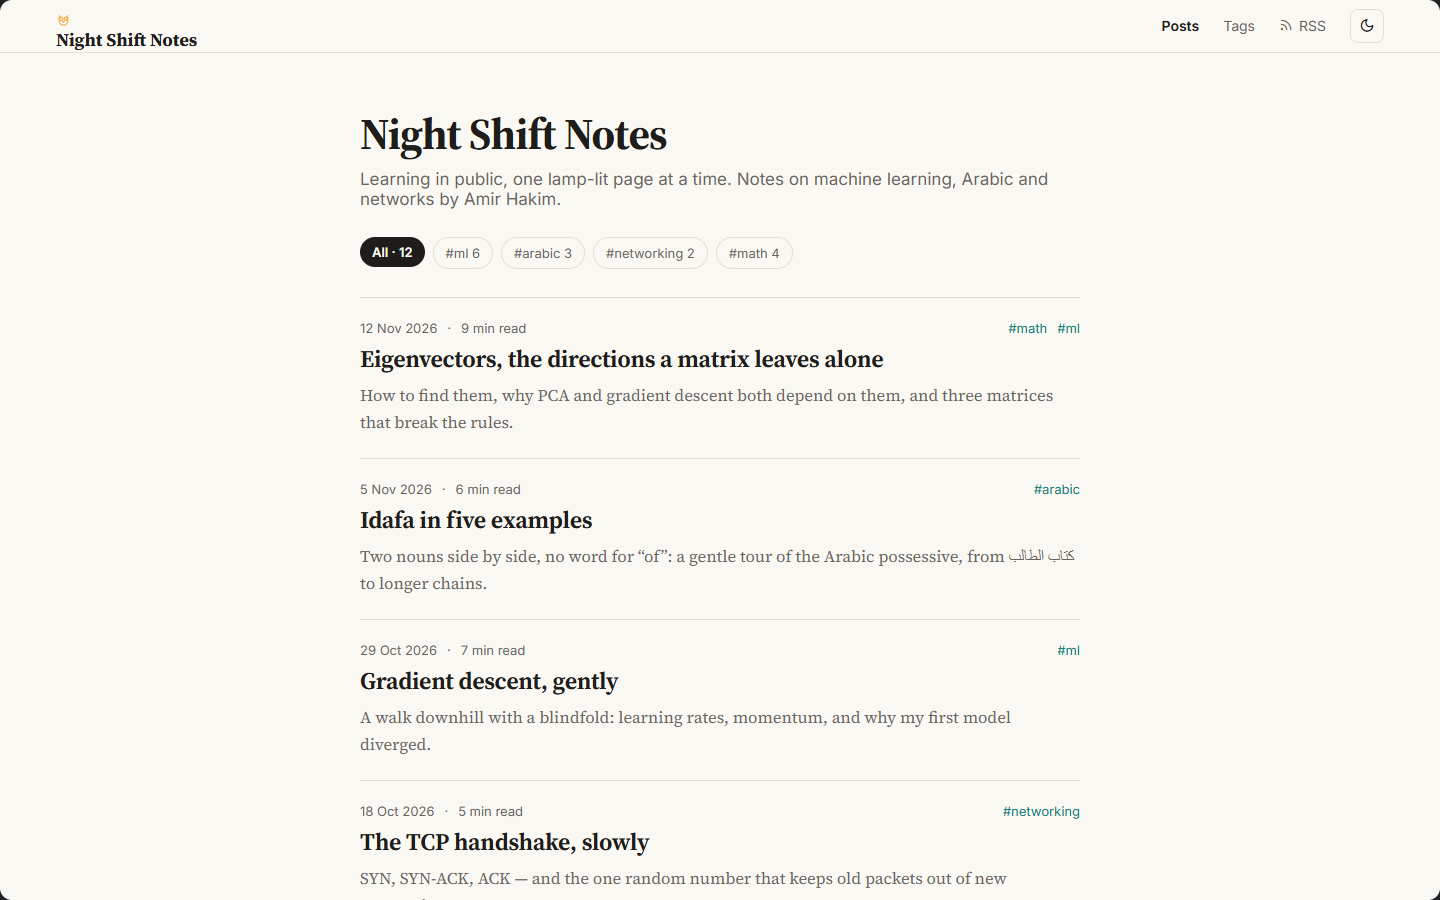 Night Shift Notes
Posts
Tags
RSS
Night Shift Notes
Learning in public, one lamp-lit page at a time. Notes on machine learning, Arabic and
networks by Amir Hakim.
All · 12
#ml 6
#arabic 3
#networking 2
#math 4
12 Nov 2026 · 9 min read
#math #ml
Eigenvectors, the directions a matrix leaves alone
How to find them, why PCA and gradient descent both depend on them, and three matrices
that break the rules.
5 Nov 2026 · 6 min read
#arabic
Idafa in five examples
Two nouns side by side, no word for “of”: a gentle tour of the Arabic possessive, from كتاب الطالب
to longer chains.
29 Oct 2026 · 7 min read
#ml
Gradient descent, gently
A walk downhill with a blindfold: learning rates, momentum, and why my first model
diverged.
18 Oct 2026 · 5 min read
#networking
The TCP handshake, slowly
SYN, SYN-ACK, ACK — and the one random number that keeps old packets out of new